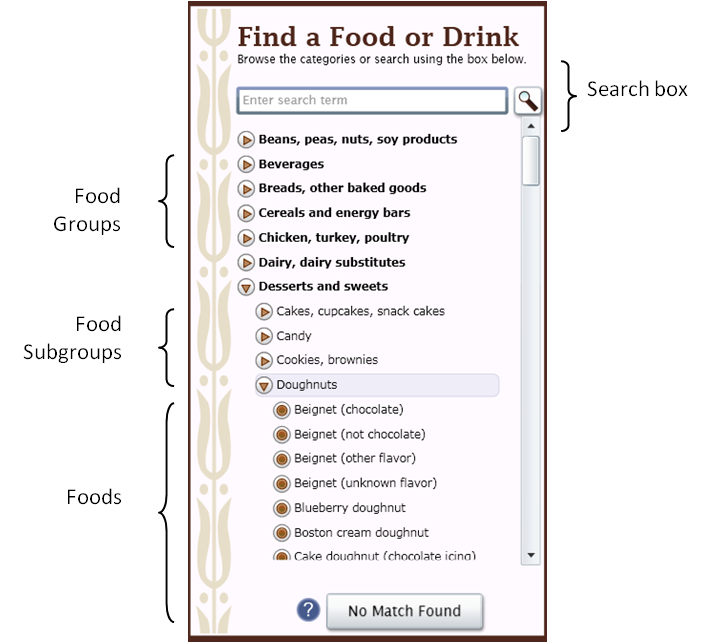 Find a Food or Drink
Browse the categories or search using the box below.
Search box
Enter search term
Beans, peas, nuts, soy products
Beverages
Breads, other baked goods
Cereals and energy bars
Chicken, turkey, poultry
Dairy, dairy substitutes
Desserts and sweets
Food
Groups
Cakes, cupcakes, snack cakes
Candy
Cookies, brownies
Doughnuts
Food
Subgroups
Beignet (chocolate)
Beignet (not chocolate)
Beignet (other flavor)
Beignet (unknown flavor)
Blueberry doughnut
Boston cream doughnut
Cake doughnut (chocolate icing)
Foods
? No Match Found